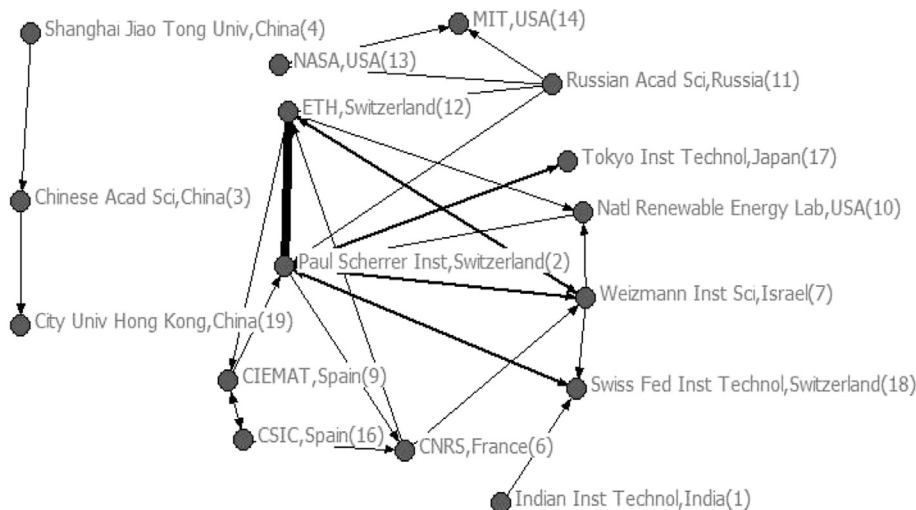 MIT,USA(14)
Shanghai Jiao Tong Univ,China(4)
NASA,USA(13)
Russian Acad Sci,Russia(11)
ETH,Switzerland(12)
Tokyo Inst Technol,Japan(17)
Chinese Acad Sci,China(3)
Natl Renewable Energy Lab,USA(10)
Paul Scherrer Inst,Switzerland(2)
Weizmann Inst Sci,Israel(7)
City Univ Hong Kong,China(19)
CIEMAT,Spain(9)
Swiss Fed Inst Technol,Switzerland(18)
CSIC,Spain(16)
CNRS,France(6)
Indian Inst Technol,India(1)